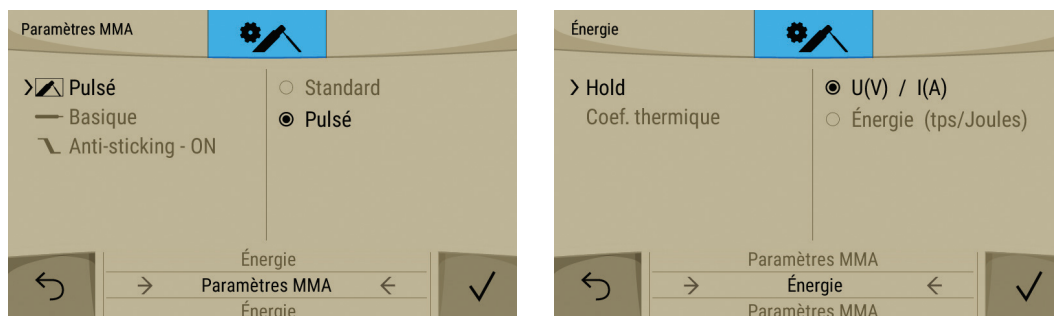 Paramètres MMA
Pulsé
Basique
Anti-sticking - ON
Standard
Pulsé
Énergie
Paramètres MMA
Énergie
Énergie
Hold
Coef. thermique
U(V) / I(A)
Énergie (tps/Joules)
Paramètres MMA
Énergie
Paramètres MMA